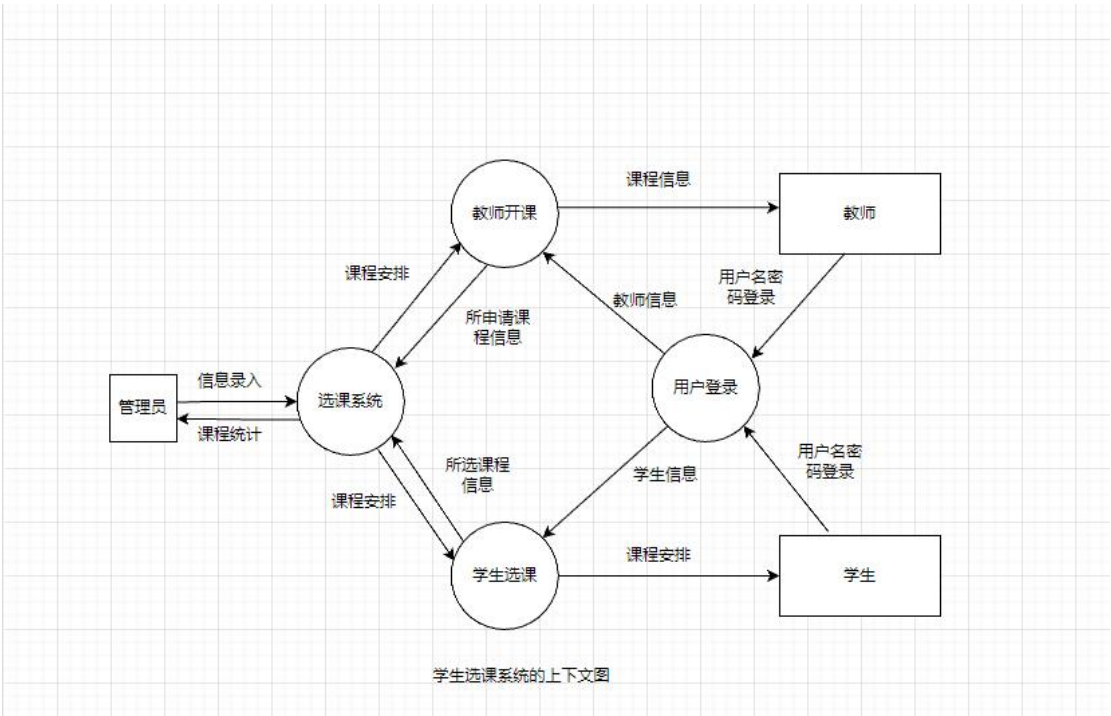 课程信息
教师开课
教师
课程安排
用户名密
码登录
教师信息
所申请课
程信息
信息录入
管理员
选课系统
用户登录
课程统计
所选课程
信息
用户名密
码登录
学生信息
课程安排
课程安排
学生选课
学生
学生选课系统的上下文图